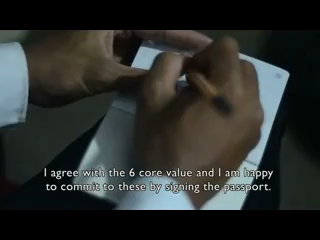 I agree with the 6 core value and I am happy
to commit to these by signing the passport.